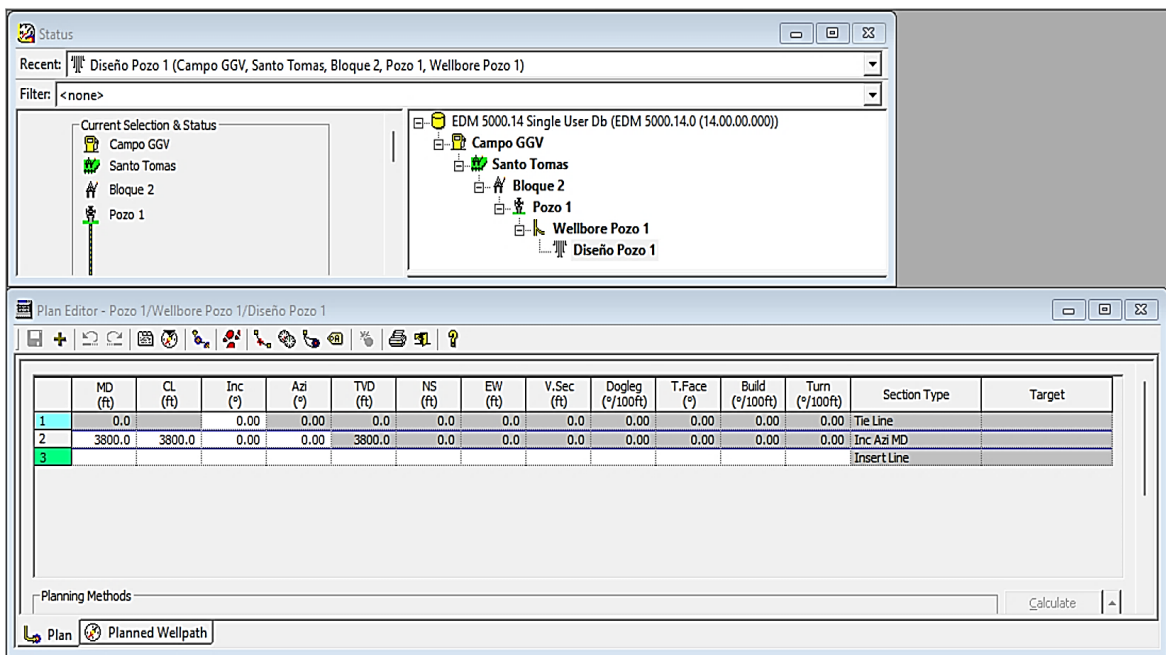 Status
Recent: Diseño Pozo 1 (Campo GGV, Santo Tomas, Bloque 2, Pozo 1, Wellbore Pozo 1)
Filter: <none>
Current Selection & Status
Campo GGV
Santo Tomas
Bloque 2
Pozo 1
EDM 5000.14 Single User Db (EDM 5000.14.0 (14.00.00.000))
Campo GGV
Santo Tomas
Bloque 2
Pozo 1
Wellbore Pozo 1
Diseño Pozo 1
Plan Editor - Pozo 1/Wellbore Pozo 1/Diseño Pozo 1
MD (ft) CL (ft) Inc (°) Azi (°) TVD (ft) NS (ft) EW (ft) V.Sec (ft) Dogleg (°/100ft) T.Face (°) Build (°/100ft) Turn (°/100ft) Section Type Target
1 0.0 0.00 0.00 0.0 0.0 0.0 0.0 0.00 0.00 0.00 0.00 Tie Line
2 3800.0 3800.0 0.00 0.00 3800.0 0.0 0.0 0.0 0.00 0.00 0.00 0.00 Inc Azi MD
3 Insert Line
Planning Methods
Calculate
Plan Planned Wellpath